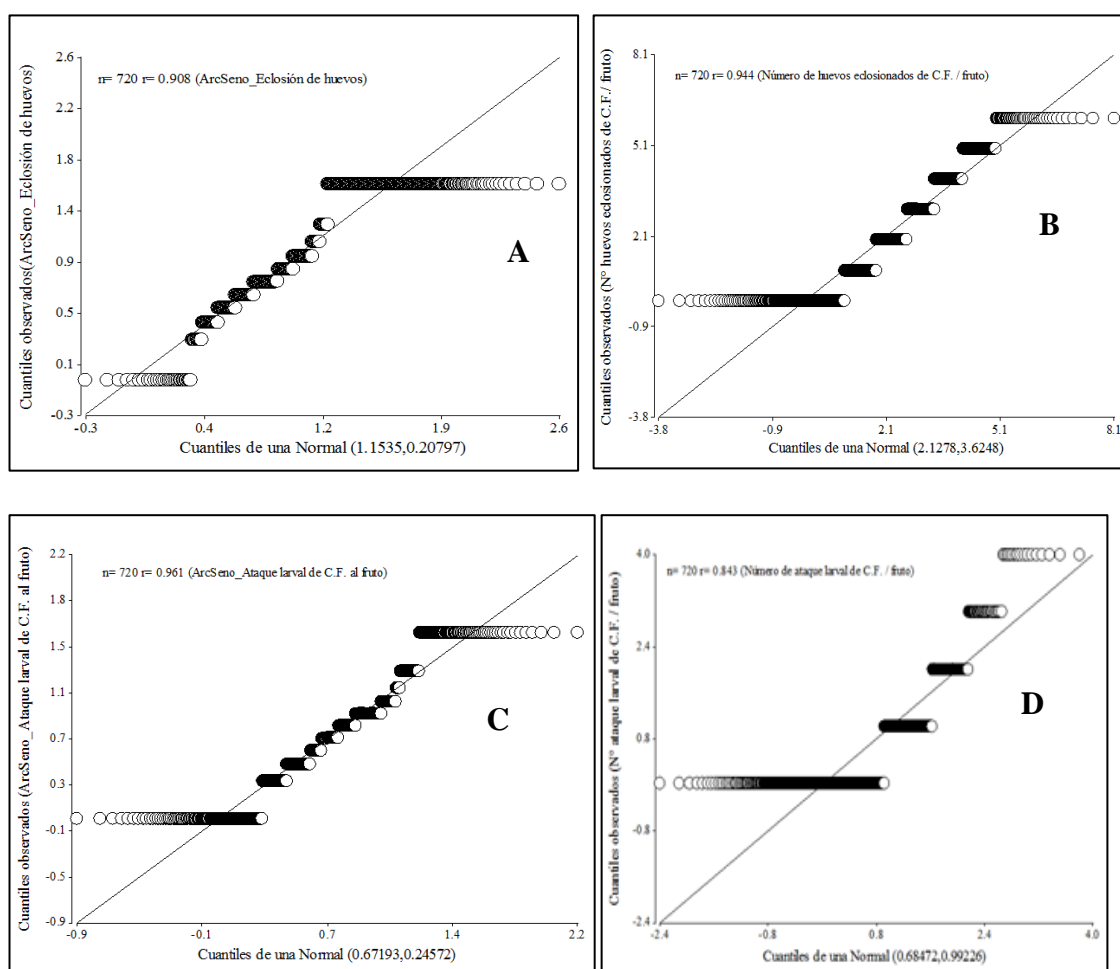 n= 720 r= 0.908 (ArcSeno_Eclosión de huevos)
Cuantiles observados(ArcSeno_Eclosión de huevos)
2.6
2.2
1.8
1.4
0.9
0.5
0.1
-0.3
A
-0.3 0.4 1.2 1.9 2.6
Cuantiles de una Normal (1.1535,0.20797)
n= 720 r= 0.944 (Número de huevos eclosionados de C.F. / fruto)
Cuantiles observados (N° huevos eclosionados de C.F./ fruto)
8.1
5.1
2.1
-0.9
-3.8
B
-3.8 -0.9 2.1 5.1 8.1
Cuantiles de una Normal (2.1278,3.6248)
n= 720 r= 0.961 (ArcSeno_Ataque larval de C.F. al fruto)
Cuantiles observados (ArcSeno_Ataque larval de C.F. al fruto)
2.2
1.8
1.5
1.1
0.7
0.3
-0.1
-0.5
-0.9
C
-0.9 -0.1 0.7 1.4 2.2
Cuantiles de una Normal (0.67193,0.24572)
n= 720 r= 0.843 (Número de ataque larval de C.F. / fruto)
Cuantiles observados (N° ataque larval de C.F. / fruto)
4.0
2.4
0.8
-0.8
-2.4
D
-2.4 -0.8 0.8 2.4 4.0
Cuantiles de una Normal (0.68472,0.99226)